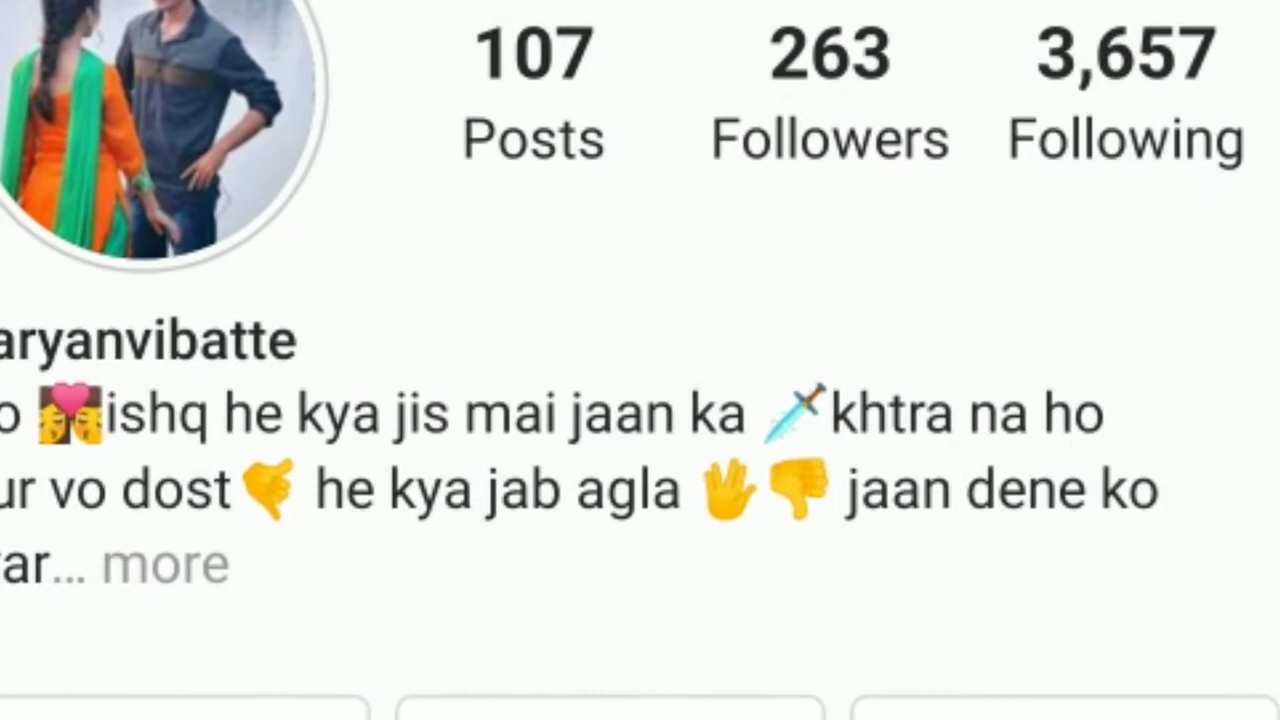 107 263 3,657
Posts Followers Following
aryanvibatte
o 💏ishq he kya jis mai jaan ka 🗡️khtra na ho
ur vo dost🤙 he kya jab agla 🖖👎 jaan dene ko
ar... more